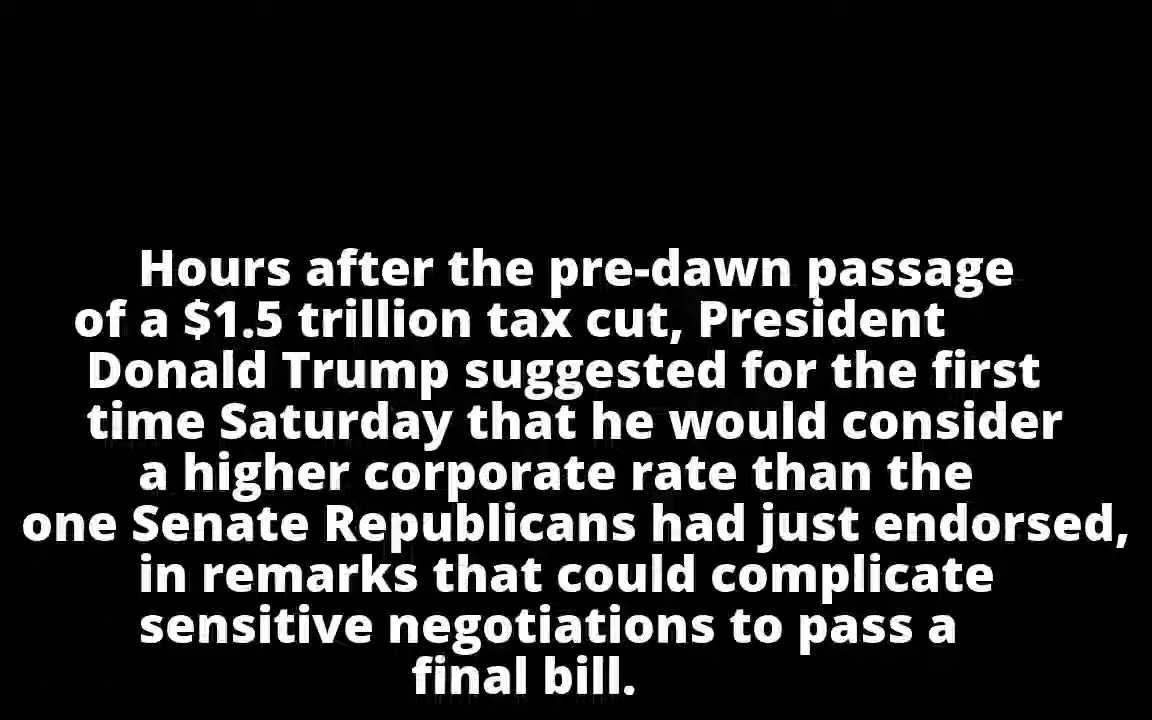 Hours after the pre-dawn passage
of a $1.5 trillion tax cut, President
Donald Trump suggested for the first
time Saturday that he would consider
a higher corporate rate than the
one Senate Republicans had just endorsed,
in remarks that could complicate
sensitive negotiations to pass a
final bill.